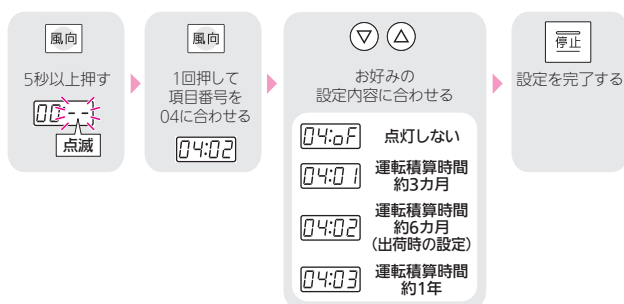 風向
5秒以上押す
00--
点滅
風向
1回押して
項目番号を
04に合わせる
04:02
お好みの
設定内容に合わせる
04:oF 点灯しない
04:01 運転積算時間
約3カ月
04:02 運転積算時間
約6カ月
(出荷時の設定)
04:03 運転積算時間
約1年
停止
設定を完了する